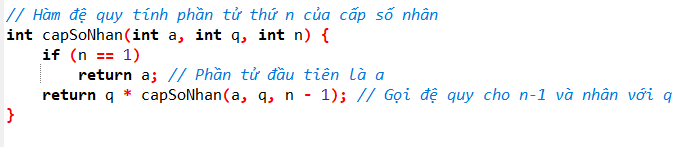 // Hàm đệ quy tính phần tử thứ n của cấp số nhân
int capSoNhan(int a, int q, int n) {
    if (n == 1)
        return a; // Phần tử đầu tiên là a
    return q * capSoNhan(a, q, n - 1); // Gọi đệ quy cho n-1 và nhân với q
}